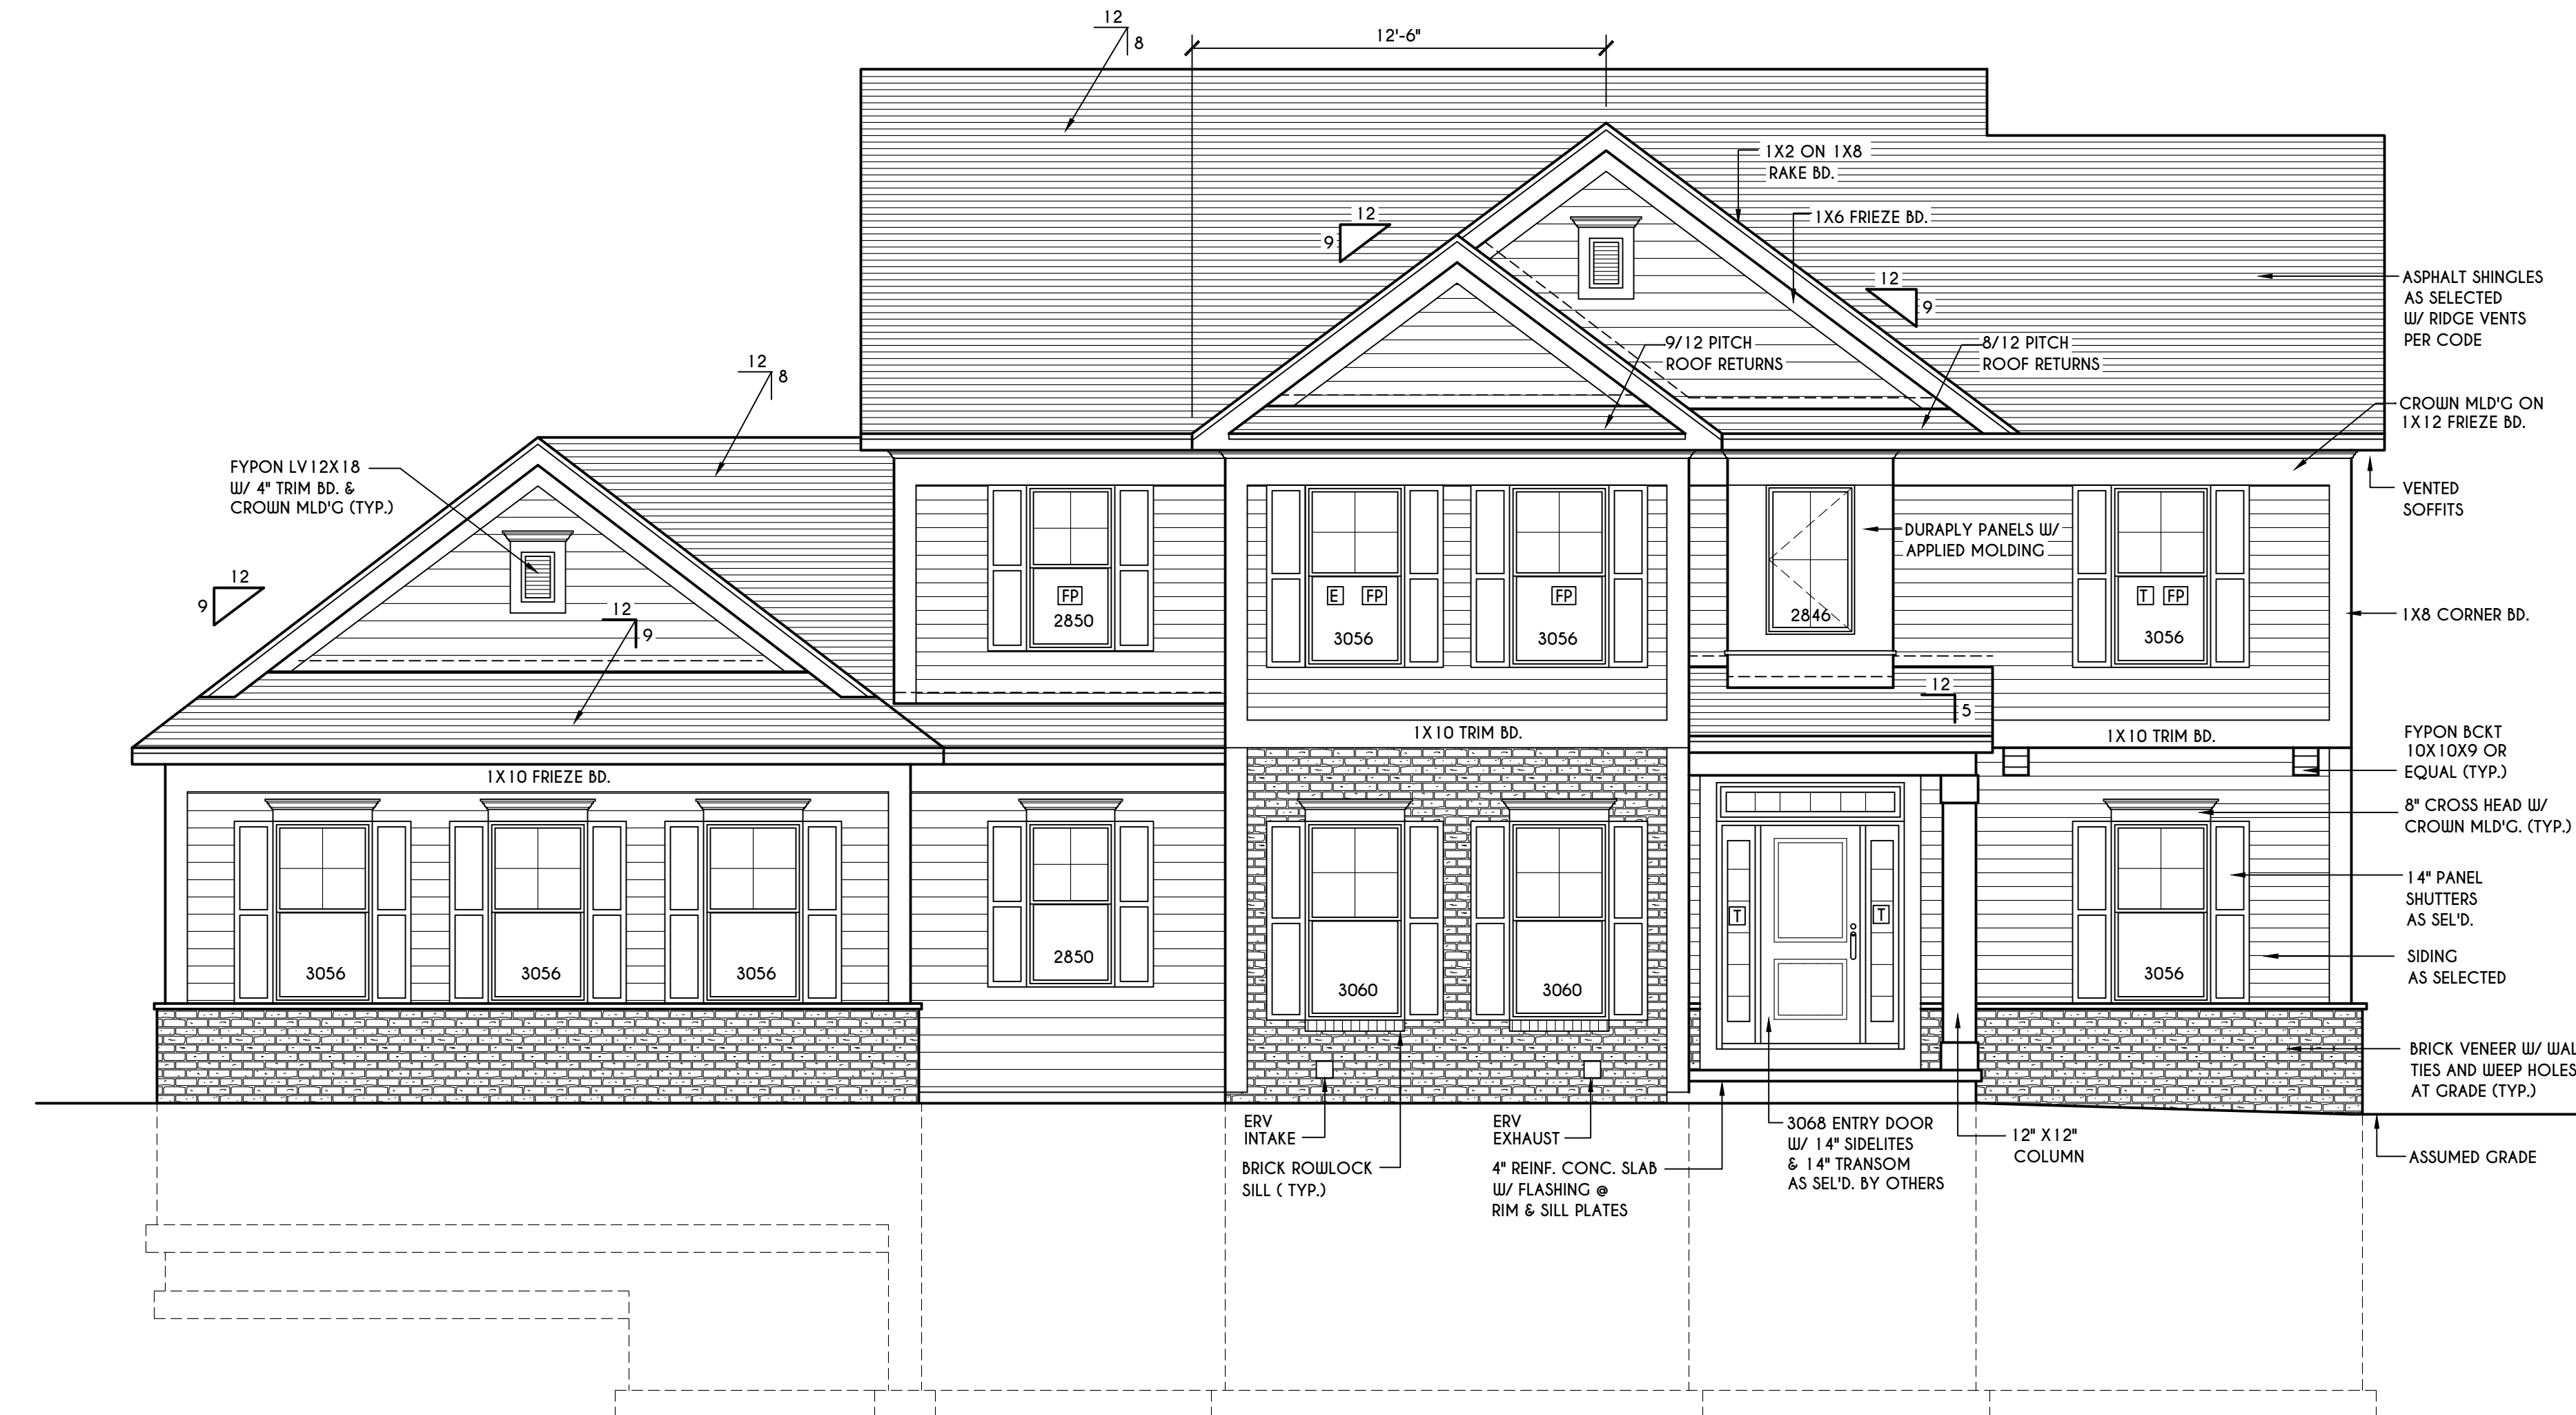 12
8
12'-6"
1X2 ON 1X8
RAKE BD.
12
9
1X6 FRIEZE BD.
12
9
ASPHALT SHINGLES
AS SELECTED
W/ RIDGE VENTS
PER CODE
9/12 PITCH
ROOF RETURNS
8/12 PITCH
ROOF RETURNS
12
8
CROWN MLD'G ON
1X12 FRIEZE BD.
FYPON LV12X18
W/ 4" TRIM BD. &
CROWN MLD'G (TYP.)
VENTED
SOFFITS
DURAPLY PANELS W/
APPLIED MOLDING
12
9
12
9
FP
2850
E FP
3056
FP
3056
2846
T FP
3056
1X8 CORNER BD.
12
5
1X10 TRIM BD.
1X10 TRIM BD.
FYPON BCKT
10X10X9 OR
EQUAL (TYP.)
1X10 FRIEZE BD.
8" CROSS HEAD W/
CROWN MLD'G. (TYP.)
14" PANEL
SHUTTERS
AS SEL'D.
T
T
SIDING
AS SELECTED
3056
3056
3056
2850
3060
3060
3056
BRICK VENEER W/ WAL
TIES AND WEEP HOLES
AT GRADE (TYP.)
ERV
INTAKE
BRICK ROWLOCK
SILL ( TYP.)
ERV
EXHAUST
4" REINF. CONC. SLAB
W/ FLASHING @
RIM & SILL PLATES
3068 ENTRY DOOR
W/ 14" SIDELITES
& 14" TRANSOM
AS SEL'D. BY OTHERS
12" X12"
COLUMN
ASSUMED GRADE